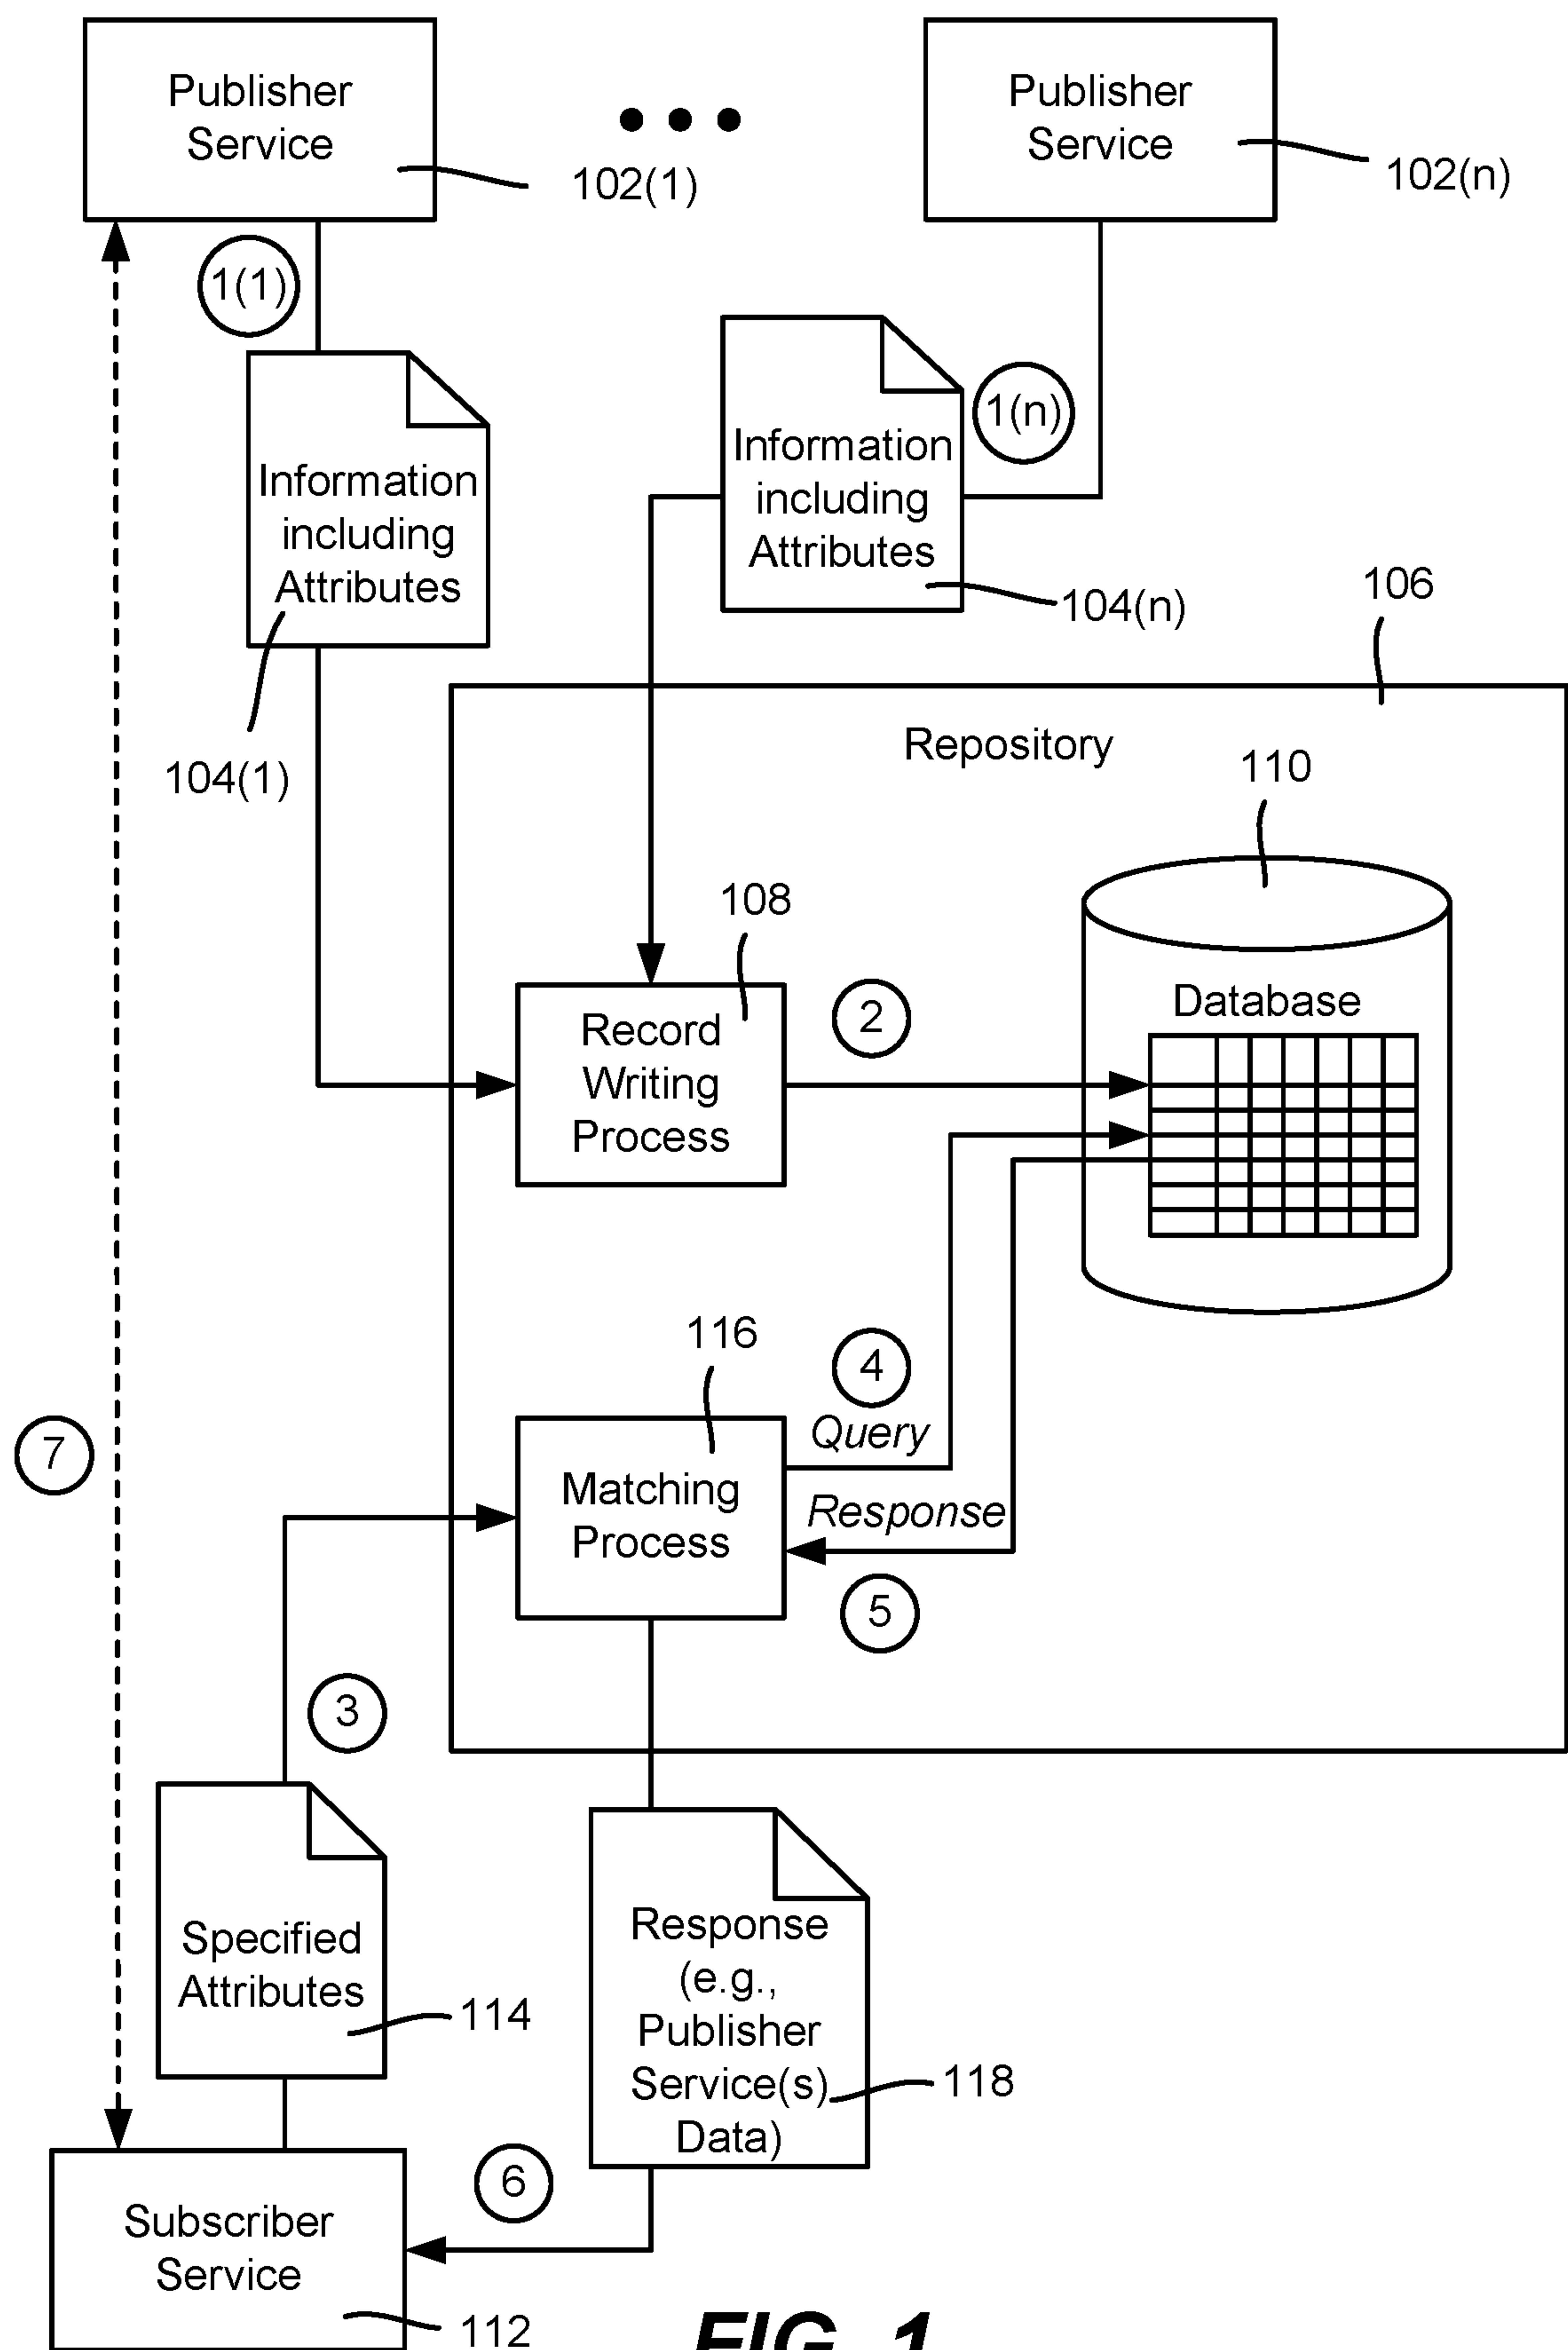 Publisher
Service
102(1)
Publisher
Service
102(n)
1(1)
Information
including
Attributes
104(1)
1(n)
Information
including
Attributes
104(n)
106
Repository
110
Database
108
Record
Writing
Process
2
116
Matching
Process
4
Query
Response
5
7
3
Specified
Attributes
114
Response
(e.g.,
Publisher
Service(s)
Data)
118
6
Subscriber
Service
112
FIG. 1